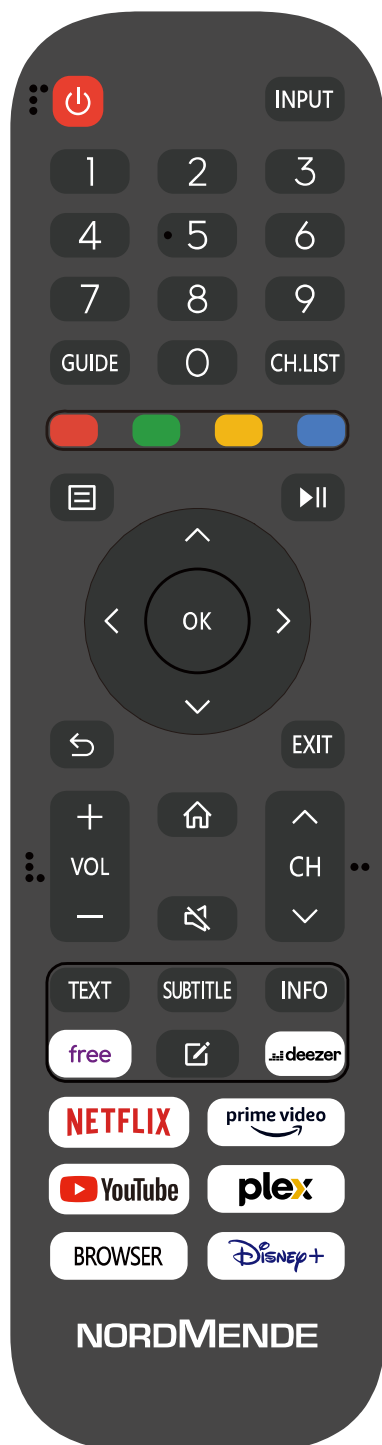 INPUT
1 2 3
4 5 6
7 8 9
GUIDE 0 CH.LIST
OK
EXIT
+
VOL CH
−
TEXT SUBTITLE INFO
free deezer
NETFLIX prime video
YouTube plex
BROWSER Disney+
NORDMENDE